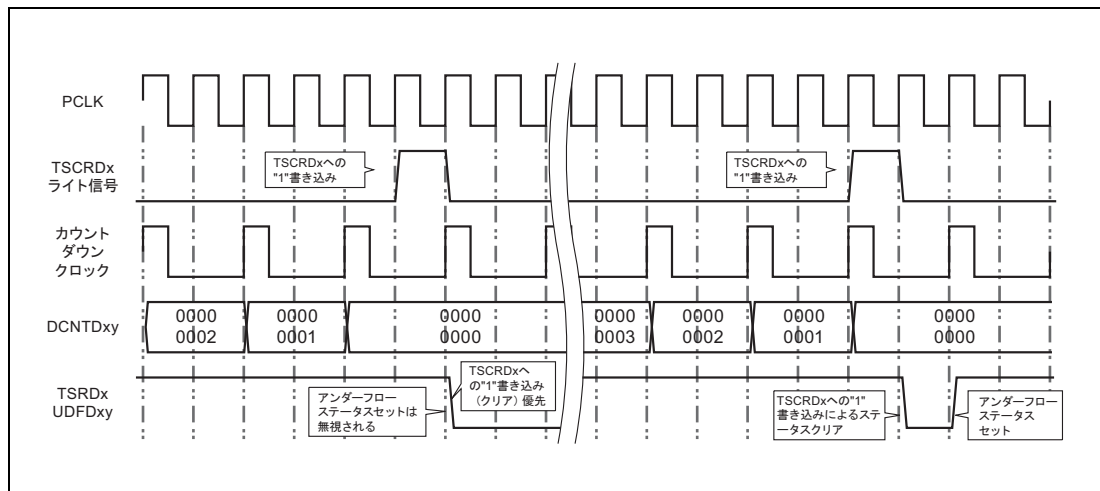 PCLK
TSCRDxへの
"1"書き込み
TSCRDxへの
"1"書き込み
TSCRDx
ライト信号
カウント
ダウン
クロック
DCNTDxy
0000
0002
0000
0001
0000
0000
0000
0003
0000
0002
0000
0001
0000
0000
TSRDx
UDFDxy
アンダーフロー
ステータスセットは
無視される
TSCRDxへ
の"1"書き込み
（クリア）優先
TSCRDxへの"1"
書き込みによるステ
ータスクリア
アンダーフロー
ステータス
セット